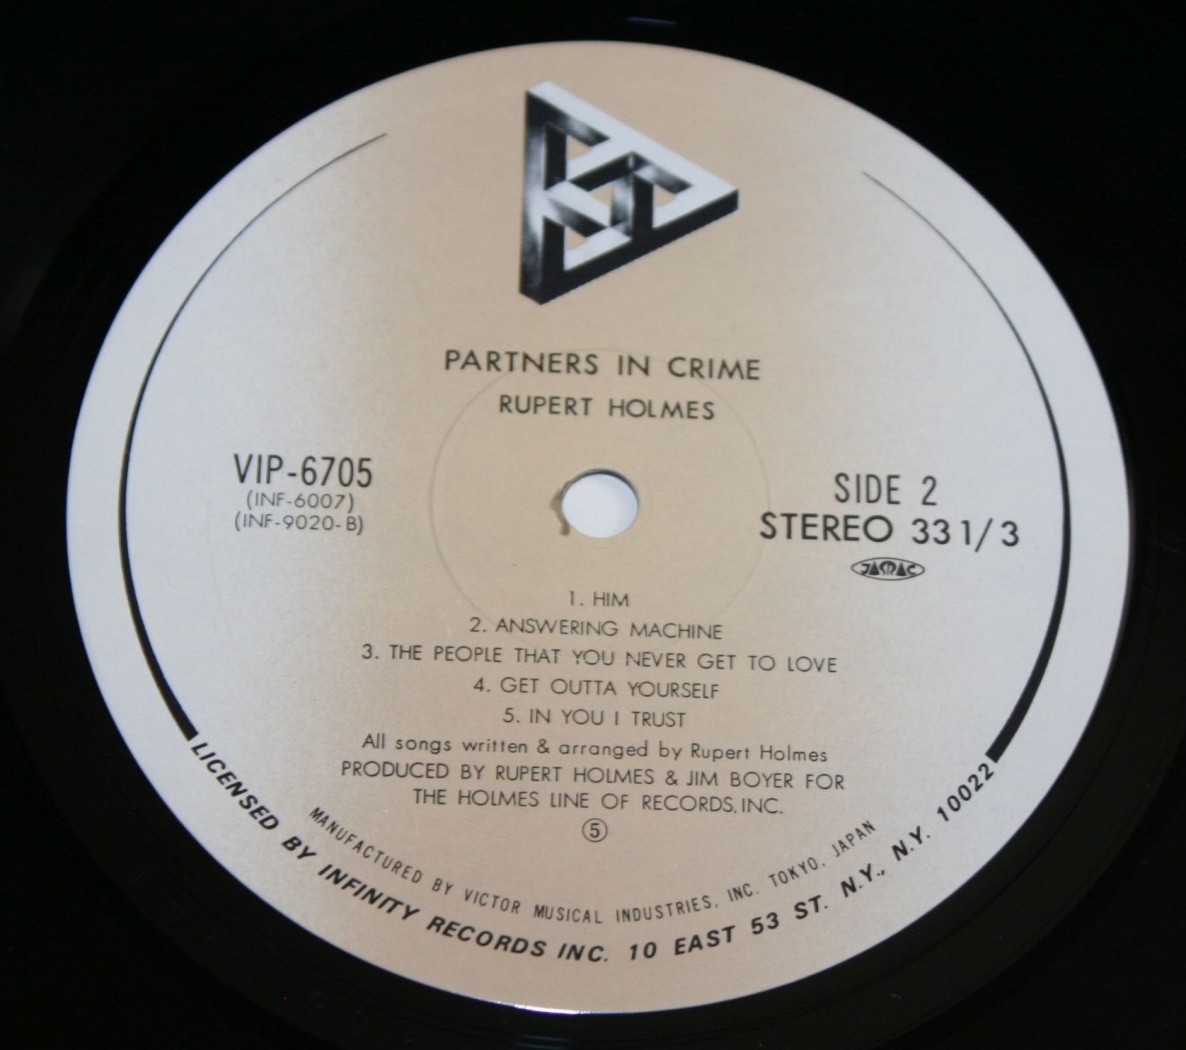 PARTNERS IN CRIME
RUPERT HOLMES
VIP-6705
(INF-6007)
(INF-9020-B)
SIDE 2
STEREO 33 1/3
JASRAC
1. HIM
2. ANSWERING MACHINE
3. THE PEOPLE THAT YOU NEVER GET TO LOVE
4. GET OUTTA YOURSELF
5. IN YOU I TRUST
All songs written & arranged by Rupert Holmes
PRODUCED BY RUPERT HOLMES & JIM BOYER FOR
THE HOLMES LINE OF RECORDS, INC.
⑤
MANUFACTURED BY VICTOR MUSICAL INDUSTRIES, INC. TOKYO, JAPAN
LICENSED BY INFINITY RECORDS INC. 10 EAST 53 ST. N.Y., N.Y. 10022